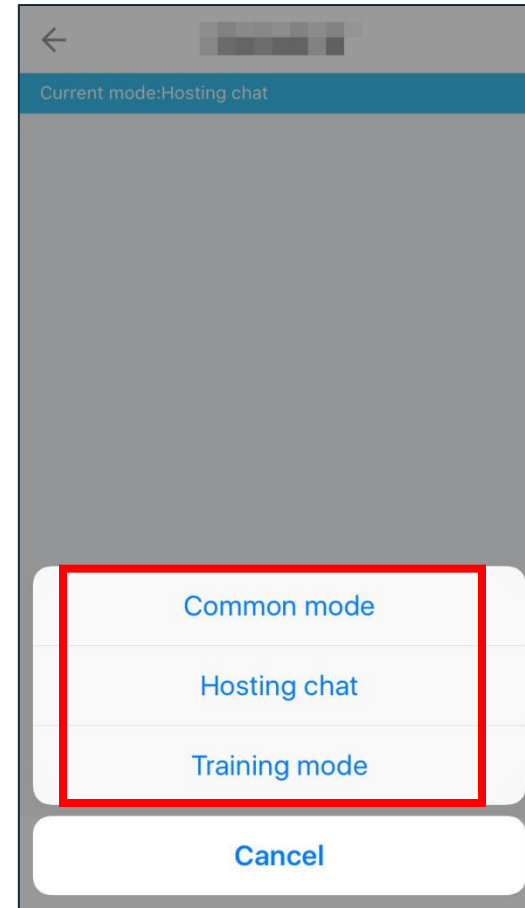 Current mode:Hosting chat
Common mode
Hosting chat
Training mode
Cancel